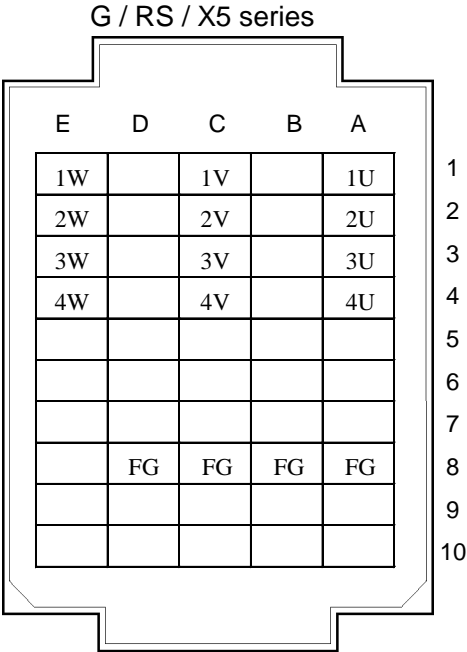 G / RS / X5 series
E D C B A
1W 1V 1U 1
2W 2V 2U 2
3W 3V 3U 3
4W 4V 4U 4
5
6
7
FG FG FG FG 8
9
10